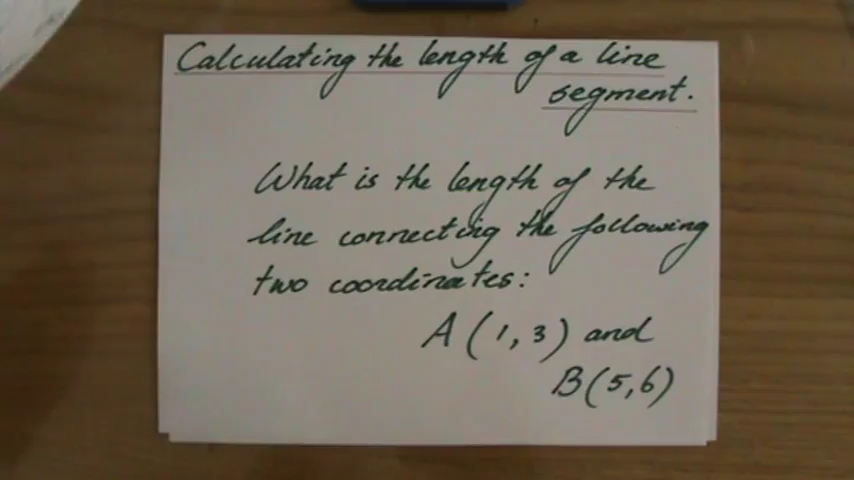 Calculating the length of a line
segment.
What is the length of the
line connecting the following
two coordinates:
A (1, 3) and
B (5,6)